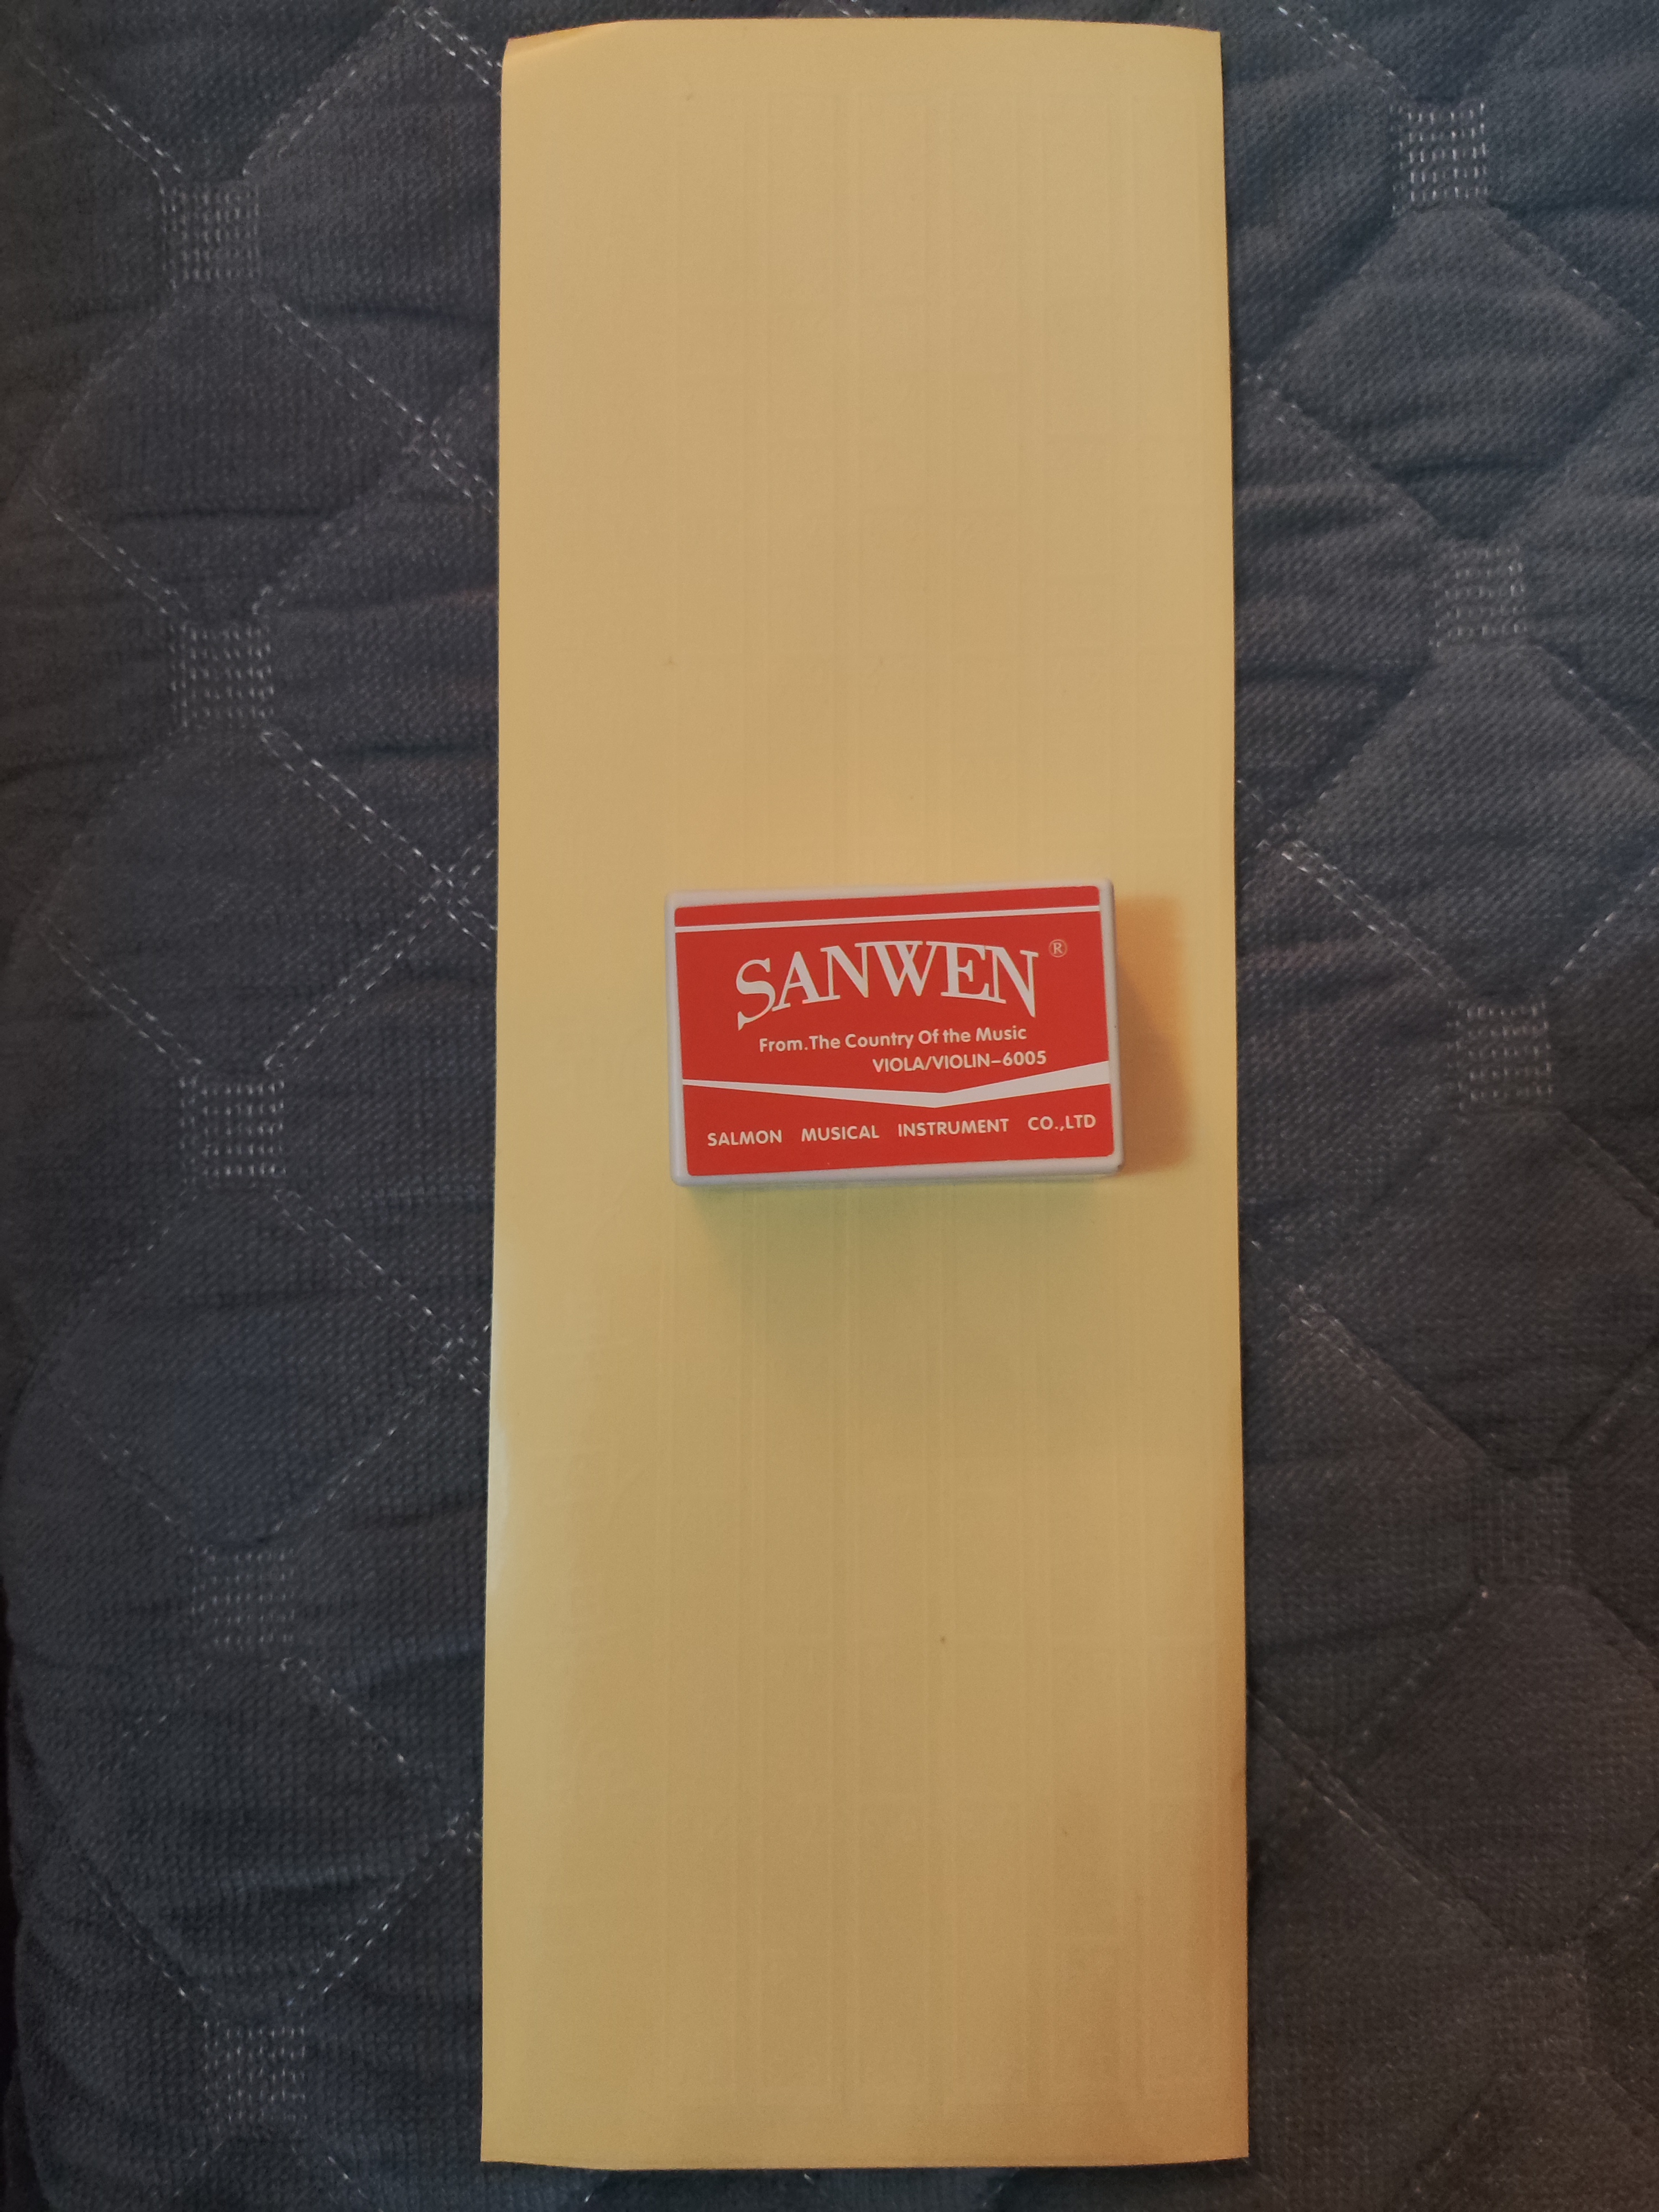 SANWEN ®
From.The Country Of the Music
VIOLA/VIOLIN-6005
SALMON MUSICAL INSTRUMENT CO.,LTD